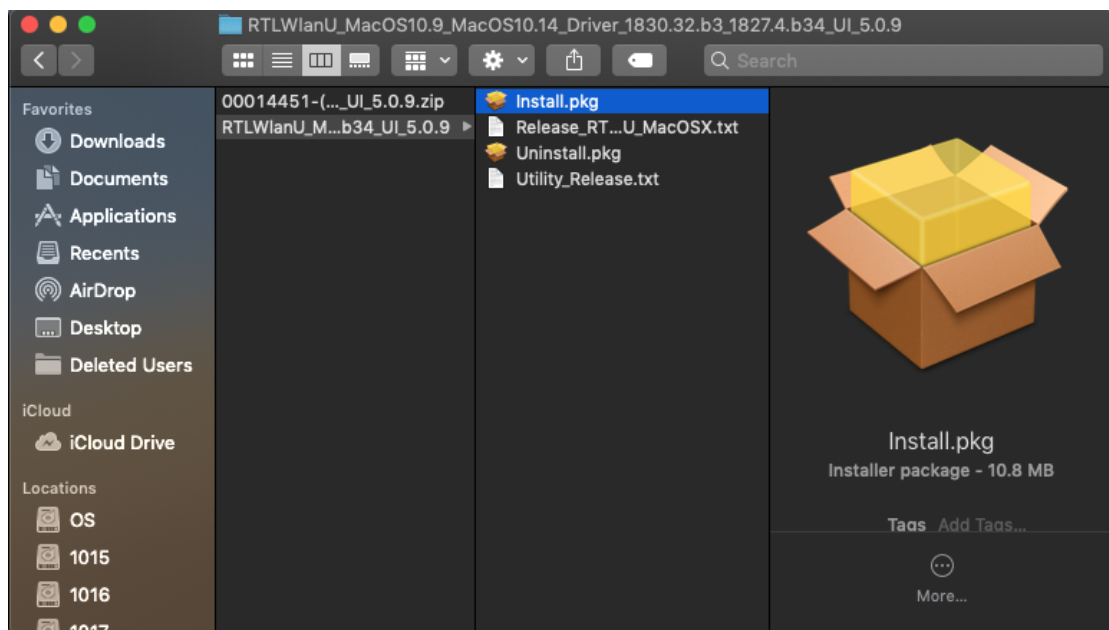 RTLWlanU_MacOS10.9_MacOS10.14_Driver_1830.32.b3_1827.4.b34_UI_5.0.9
Search
Favorites
Downloads
Documents
Applications
Recents
AirDrop
Desktop
Deleted Users
iCloud
iCloud Drive
Locations
OS
1015
1016
1017
00014451-(..._UI_5.0.9.zip
RTLWlanU_M...b34_UI_5.0.9
Install.pkg
Release_RT...U_MacOSX.txt
Uninstall.pkg
Utility_Release.txt
Install.pkg
Installer package - 10.8 MB
Tags Add Tags...
More...